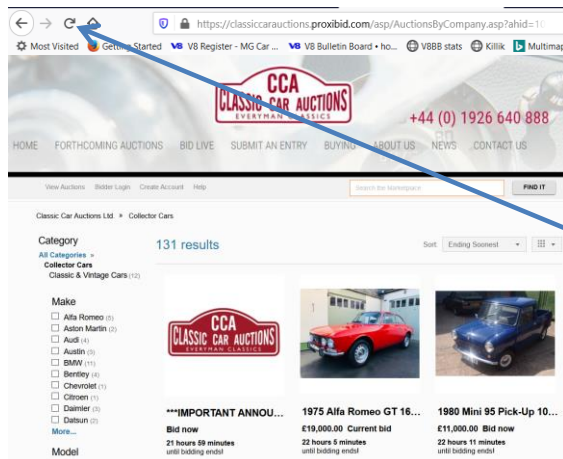 https://classiccarauctions.proxibid.com/asp/AuctionsByCompany.asp?ahid=1
Most Visited Getting Started V8 V8 Register - MG Car ... V8 V8 Bulletin Board • ho... V8BB stats Killik Multimap
CCA
CLASSIC CAR AUCTIONS
EVERYMAN CLASSICS
+44 (0) 1926 640 888
HOME FORTHCOMING AUCTIONS BID LIVE SUBMIT AN ENTRY BUYING ABOUT US NEWS CONTACT US
View Auctions Bidder Login Create Account Help Search the Marketplace FIND IT
Classic Car Auctions Ltd » Collector Cars
Category
131 results
Sort Ending Soonest
All Categories »
Collector Cars
Classic & Vintage Cars (12)
Make
Alfa Romeo (5)
Aston Martin (2)
Audi (4)
Austin (3)
BMW (11)
Bentley (4)
Chevrolet (1)
Citroen (1)
Daimler (3)
Datsun (2)
More...
Model
CCA
CLASSIC CAR AUCTIONS
EVERYMAN CLASSICS
***IMPORTANT ANNOU...
Bid now
21 hours 59 minutes
until bidding ends!
1975 Alfa Romeo GT 16...
£19,000.00 Current bid
22 hours 5 minutes
until bidding ends!
1980 Mini 95 Pick-Up 10...
£11,000.00 Bid now
22 hours 11 minutes
until bidding ends!